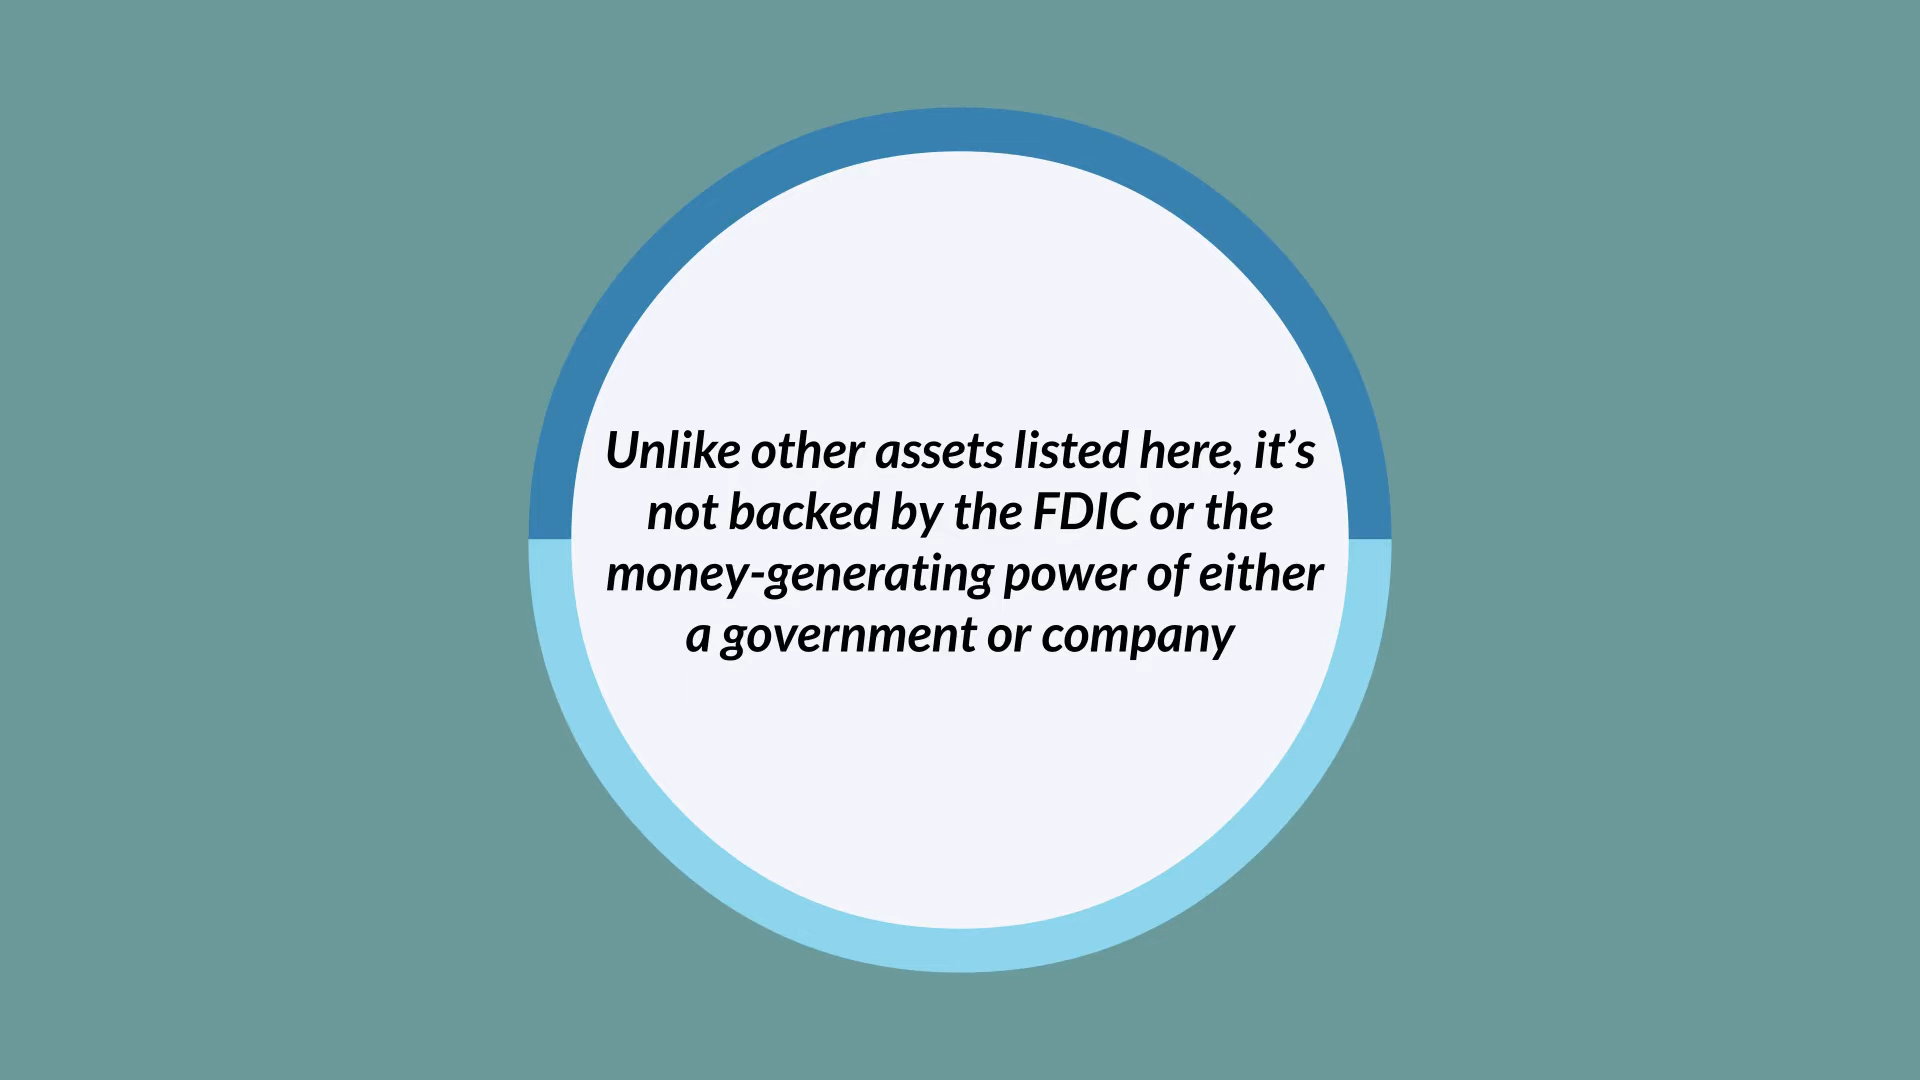 Unlike other assets listed here, it’s
not backed by the FDIC or the
money-generating power of either
a government or company